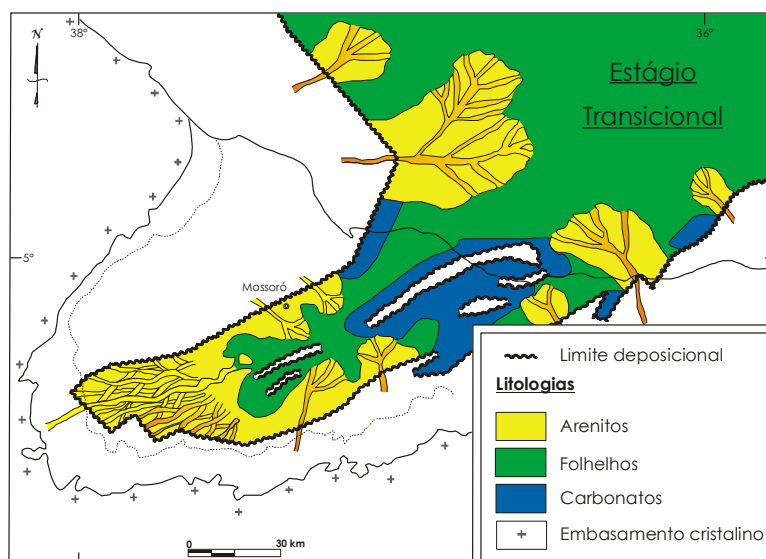 38°
36°
N
Estágio
Transicional
5°
Mossoró
Limite deposicional
Litologias
Arenitos
Folhelhos
Carbonatos
Embasamento cristalino
0 30 km